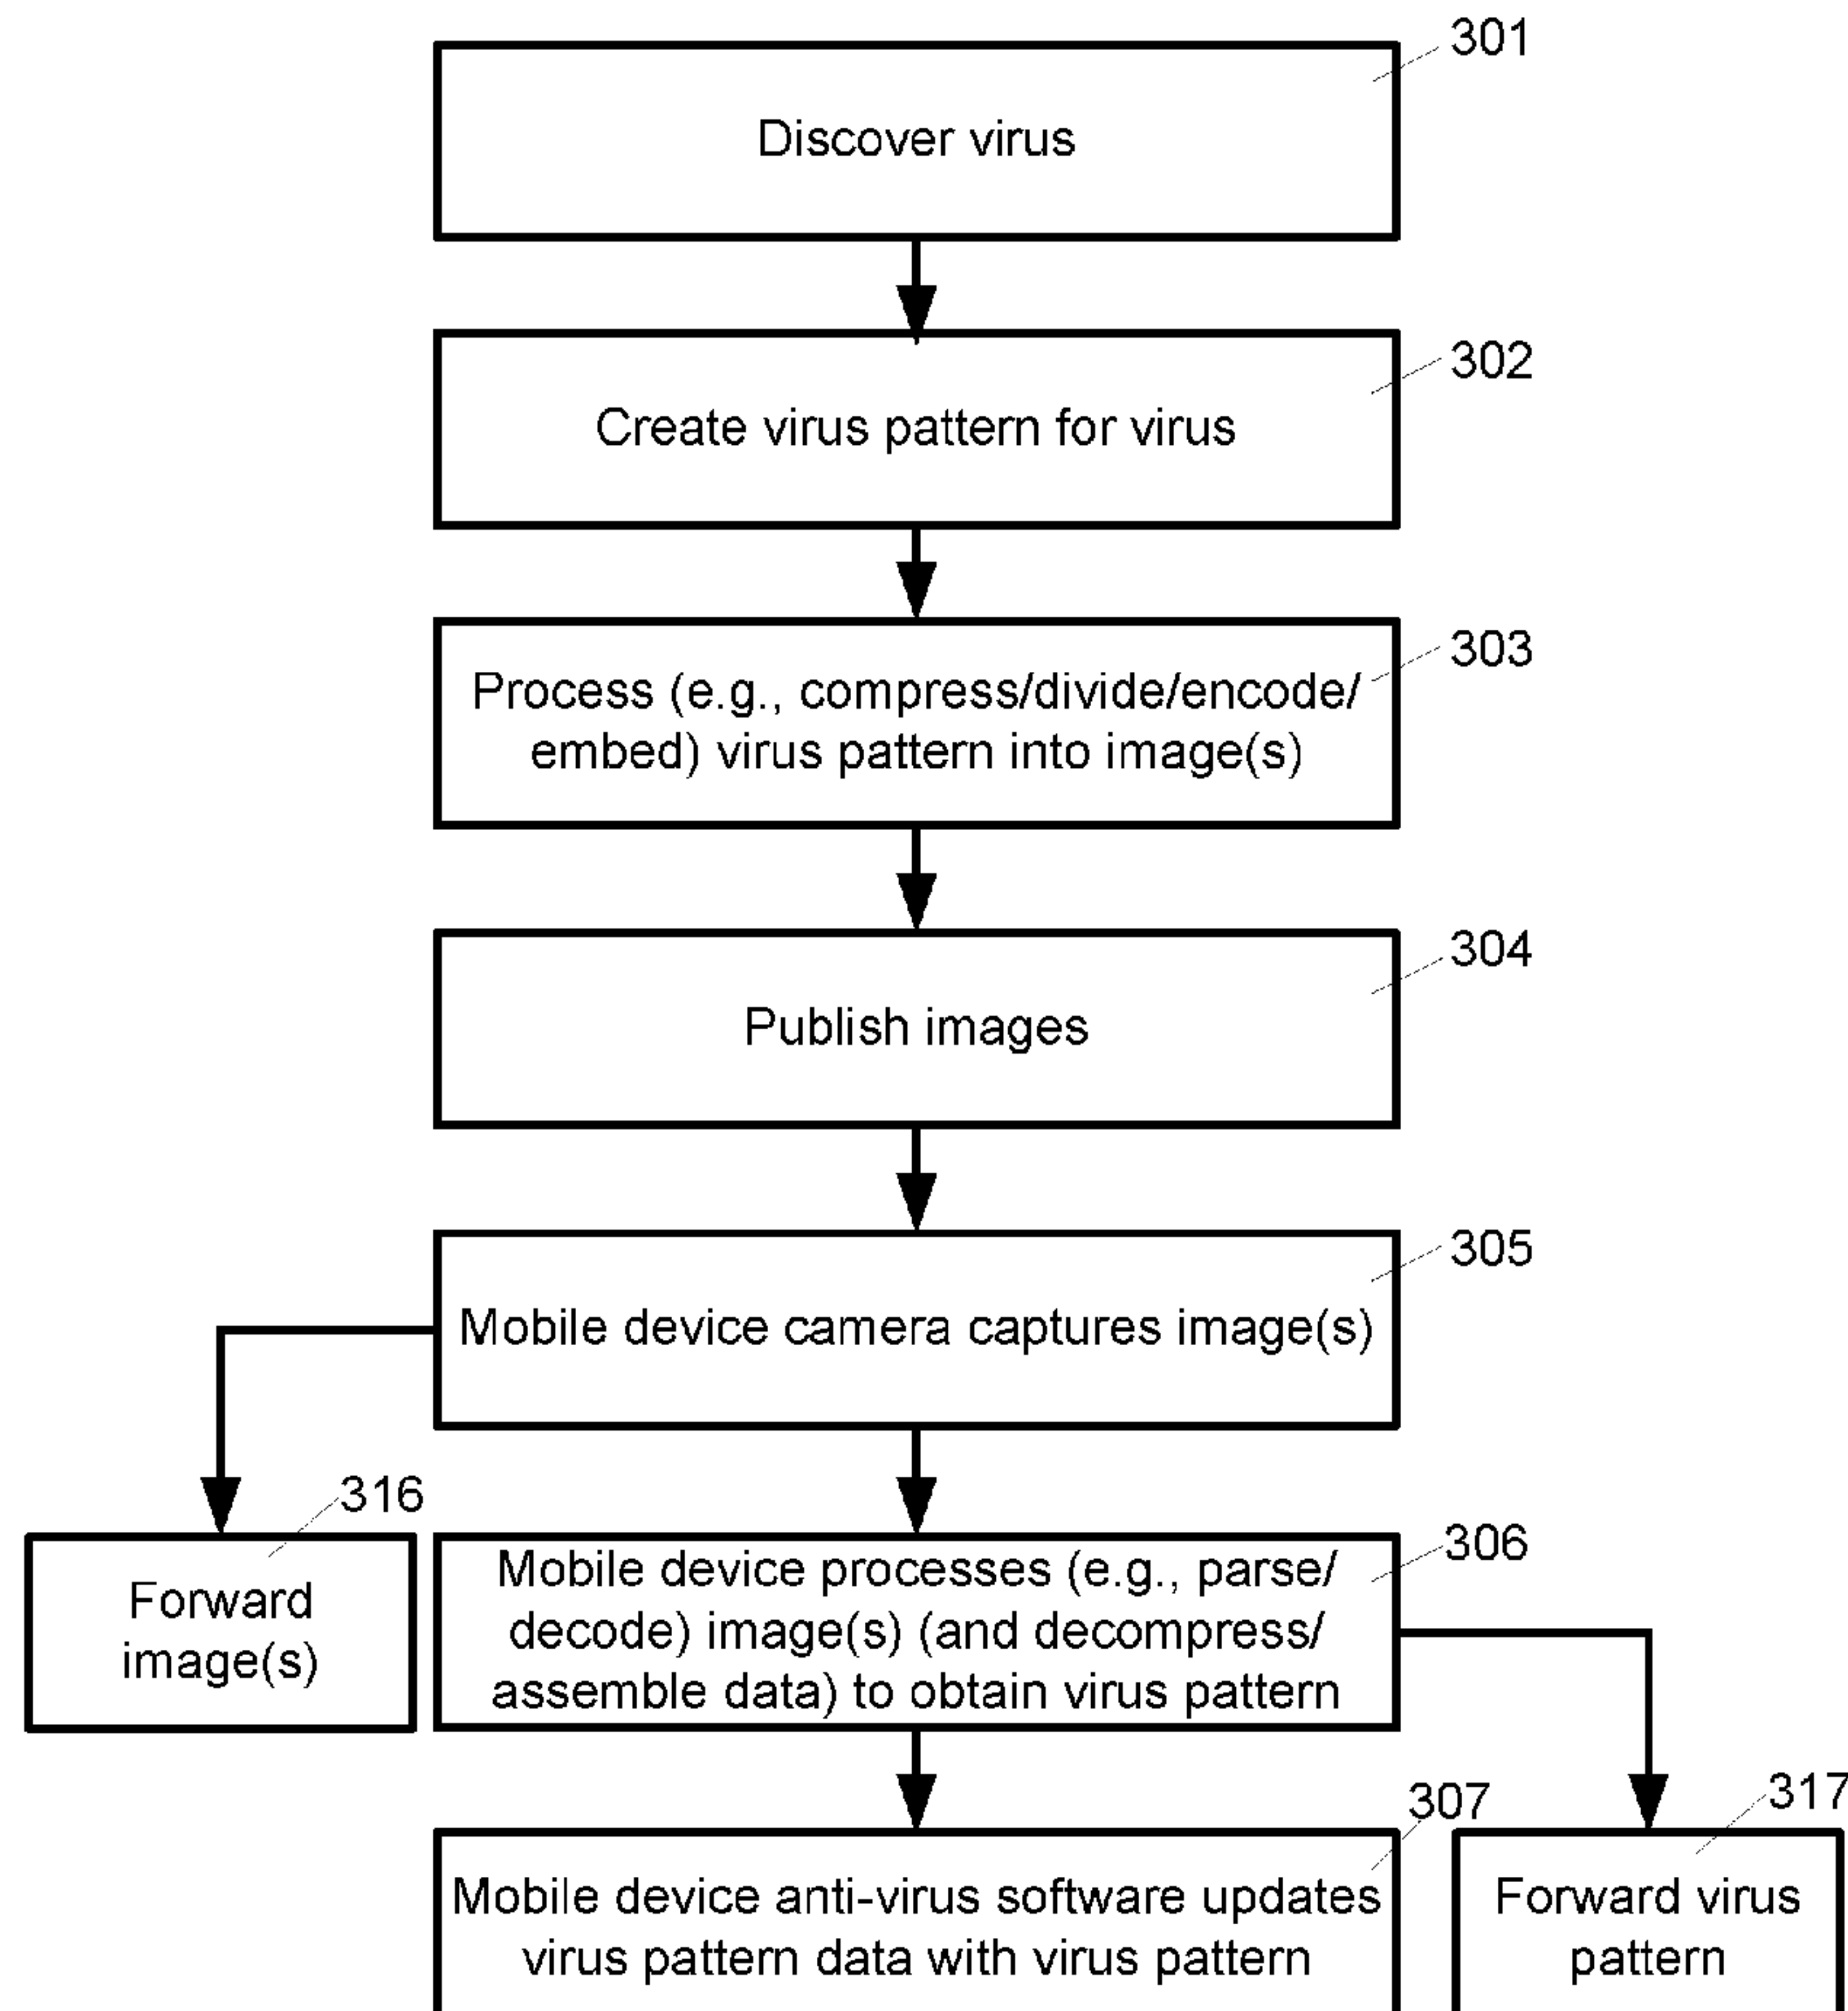 301
Discover virus
302
Create virus pattern for virus
303
Process (e.g., compress/divide/encode/
embed) virus pattern into image(s)
304
Publish images
305
Mobile device camera captures image(s)
316
Forward
image(s)
306
Mobile device processes (e.g., parse/
decode) image(s) (and decompress/
assemble data) to obtain virus pattern
307
Mobile device anti-virus software updates
virus pattern data with virus pattern
317
Forward virus
pattern